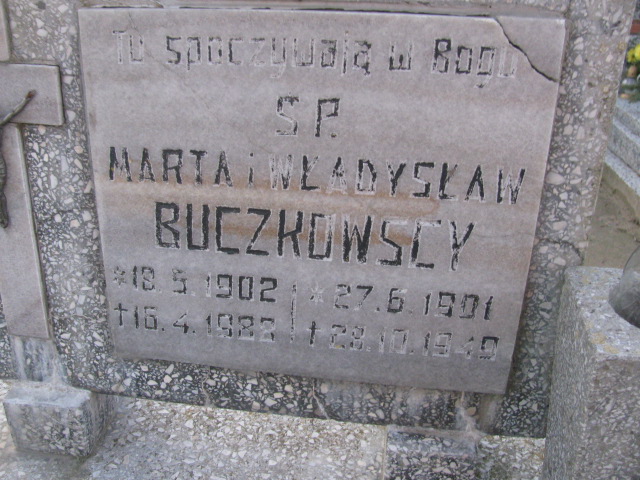 Tu spoczywają w Bogu
Ś.P.
MARTA i WŁADYSŁAW
BUCZKOWSCY
* 18. 5. 1902 * 27. 6. 1901
† 16. 4. 1988 † 28. 10. 1949